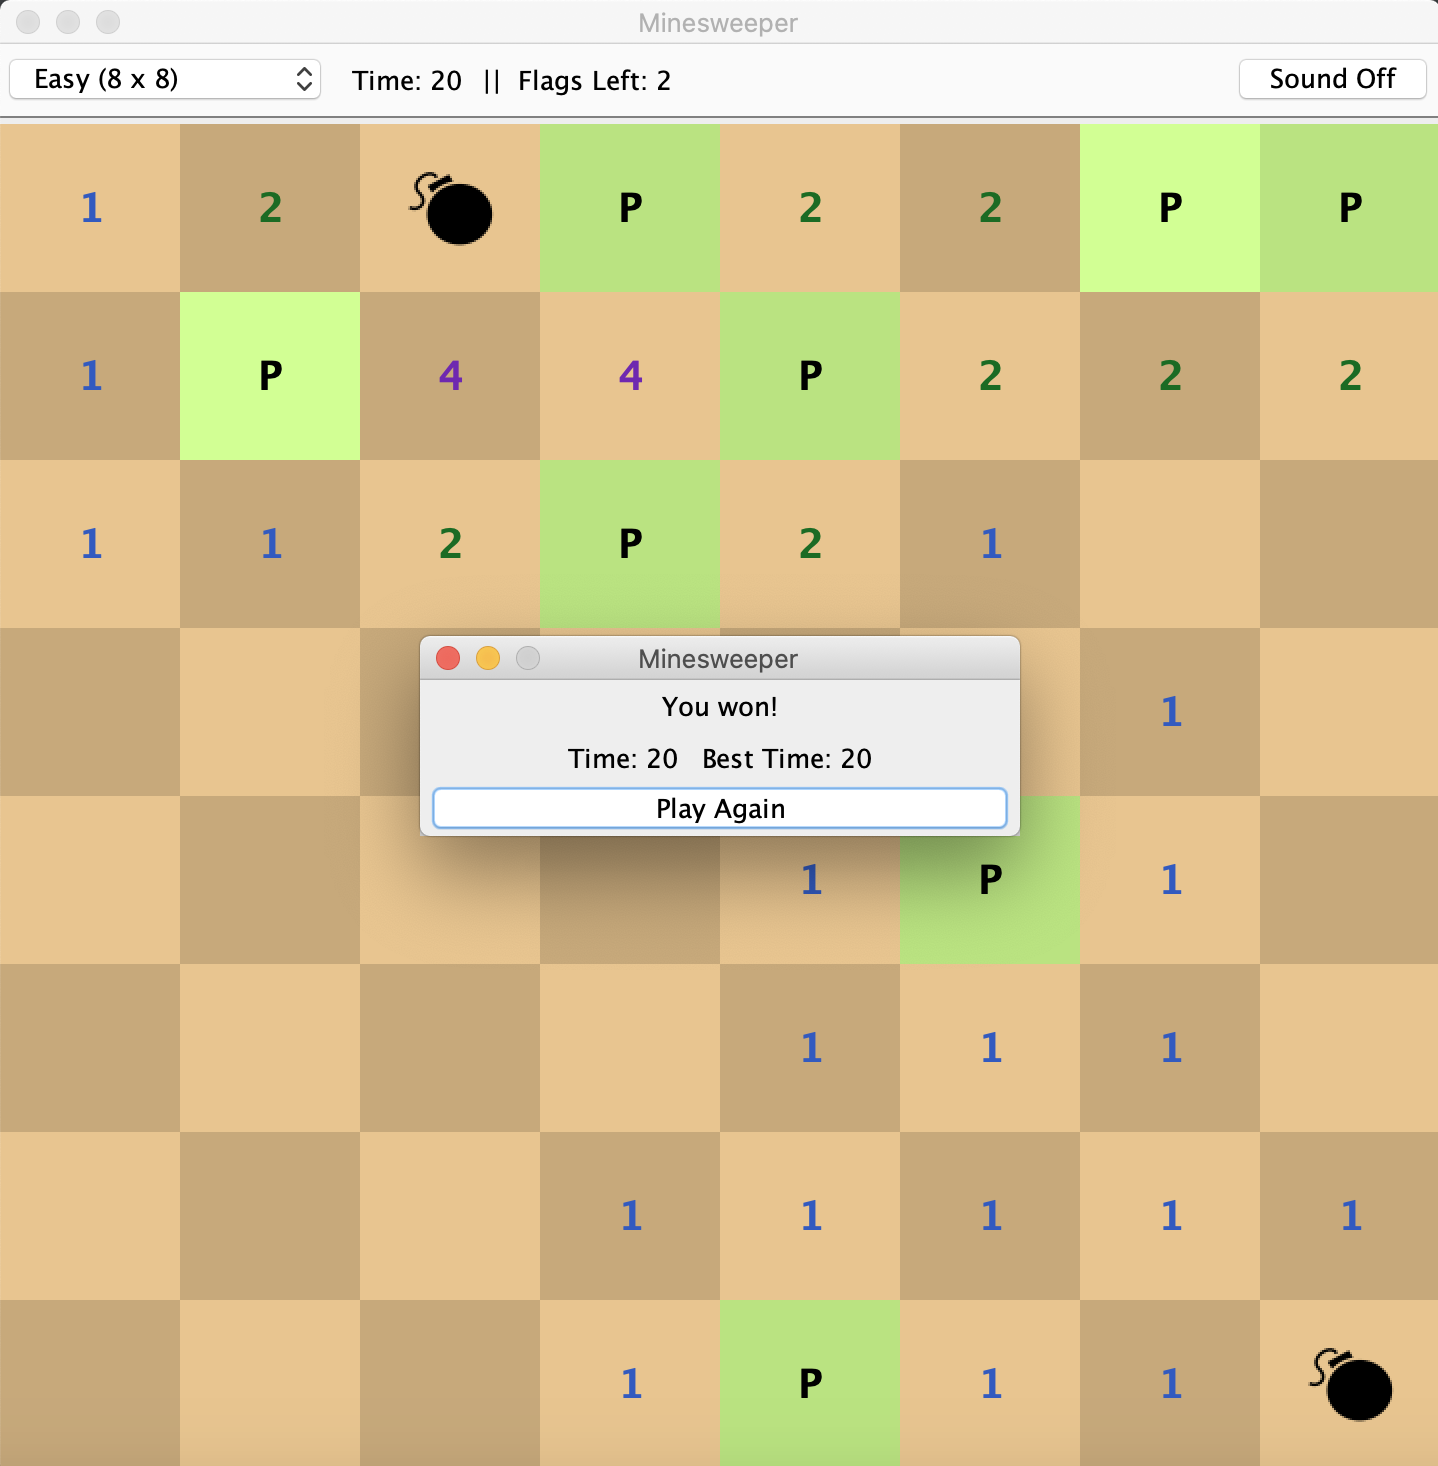 Minesweeper
Easy (8 x 8) Time: 20 || Flags Left: 2 Sound Off
1 2 P 2 2 P P
1 P 4 4 P 2 2 2
1 1 2 P 2 1
1
Minesweeper
You won!
Time: 20 Best Time: 20
Play Again
1 P 1
1 1 1
1 1 1 1 1
1 P 1 1